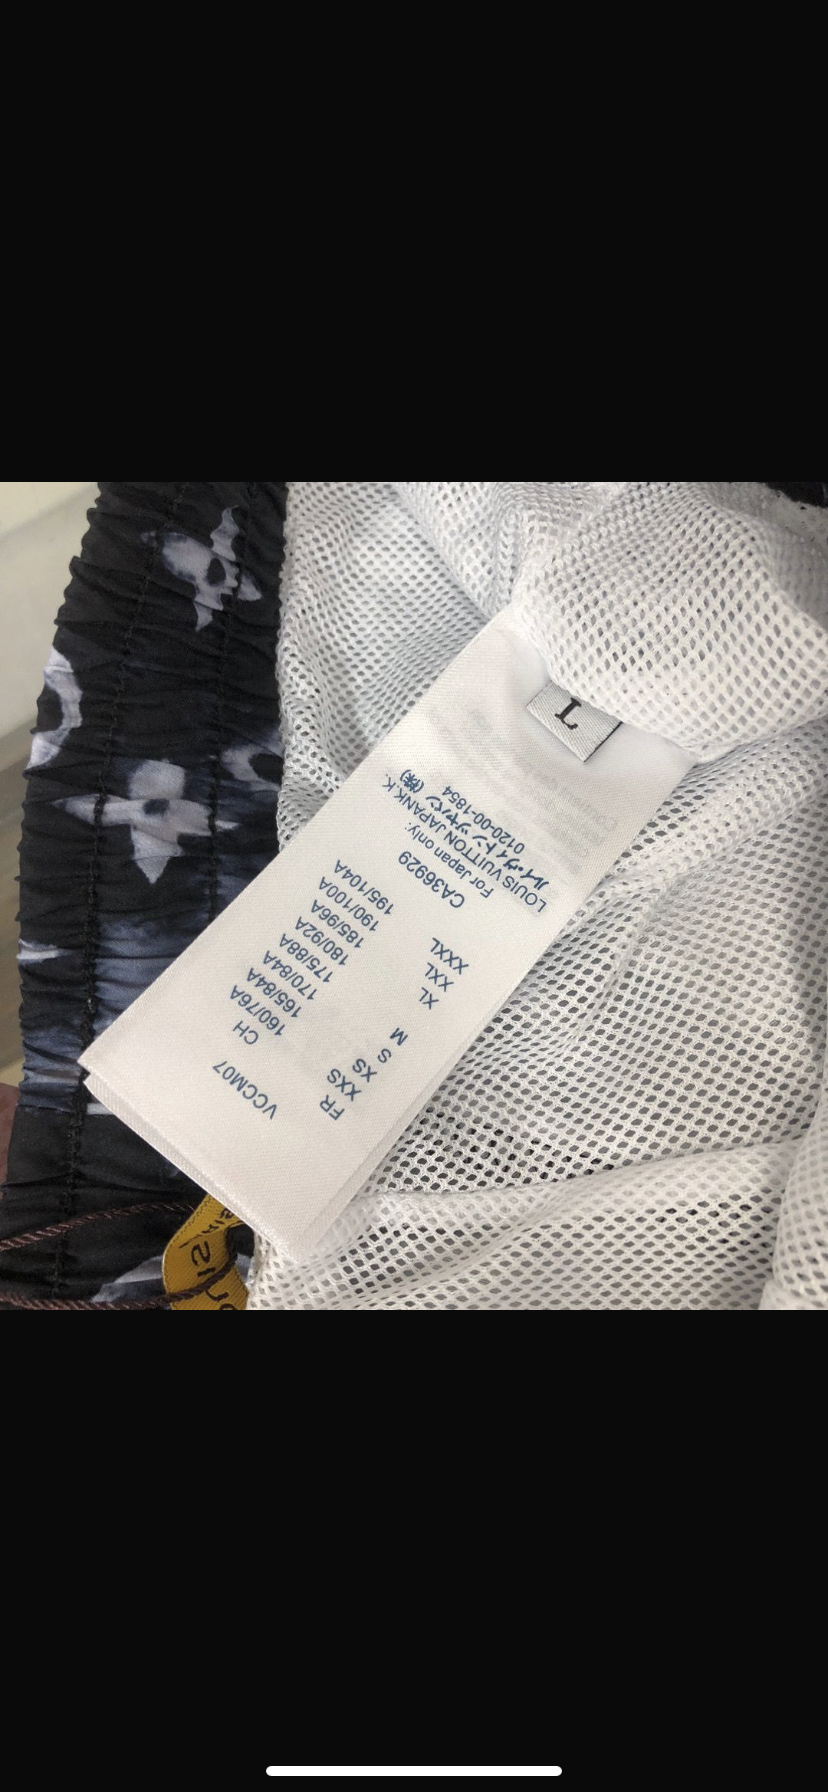 L
VCCM07
FR CH
XXS 160/76A
XS 165/84A
S 170/84A
M 175/88A
180/92A
XL 185/96A
XXL 190/100A
XXXL 195/104A
CA36929
For Japan only:
LOUIS VUITTON JAPANK.K.
ルイ・ヴィトン ジャパン (株)
0120-00-1854